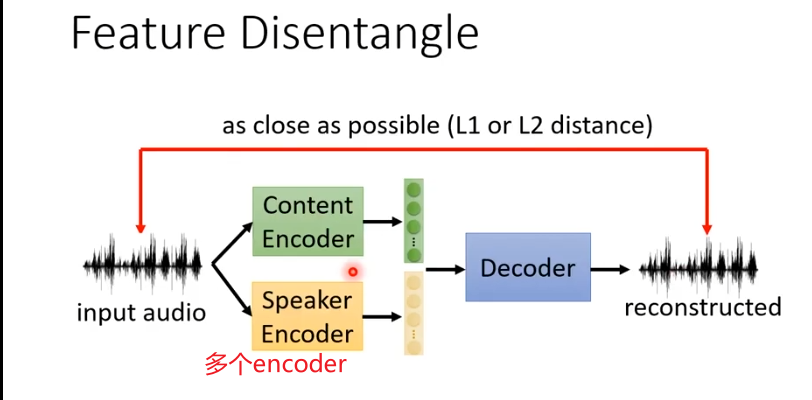 Feature Disentangle
as close as possible (L1 or L2 distance)
Content
Encoder
Speaker
Encoder
Decoder
input audio
reconstructed
多个encoder